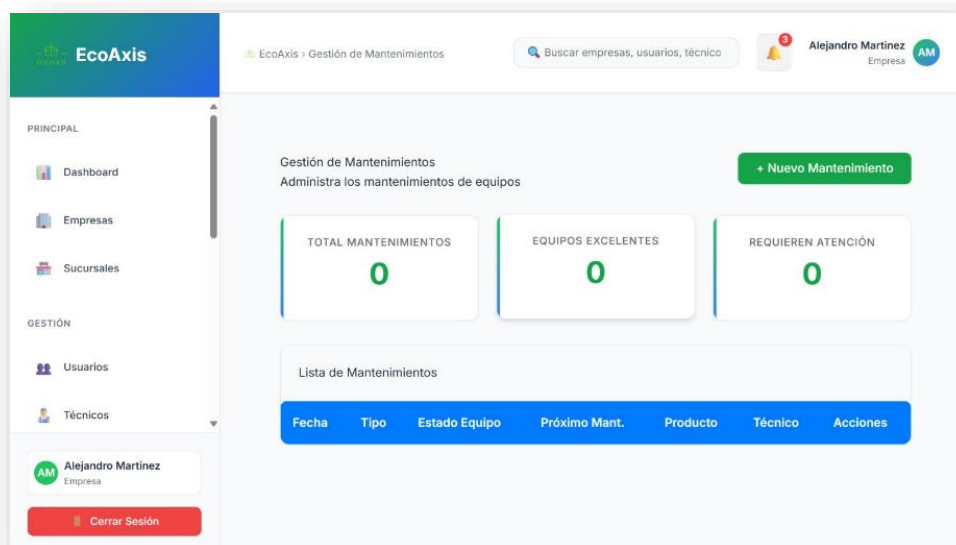 EcoAxis
EcoAxis › Gestión de Mantenimientos
Buscar empresas, usuarios, técnico
3
Alejandro Martinez
Empresa
AM
PRINCIPAL
Dashboard
Empresas
Sucursales
GESTIÓN
Usuarios
Técnicos
AM
Alejandro Martinez
Empresa
Cerrar Sesión
Gestión de Mantenimientos
Administra los mantenimientos de equipos
+ Nuevo Mantenimiento
TOTAL MANTENIMIENTOS
0
EQUIPOS EXCELENTES
0
REQUIEREN ATENCIÓN
0
Lista de Mantenimientos
Fecha Tipo Estado Equipo Próximo Mant. Producto Técnico Acciones